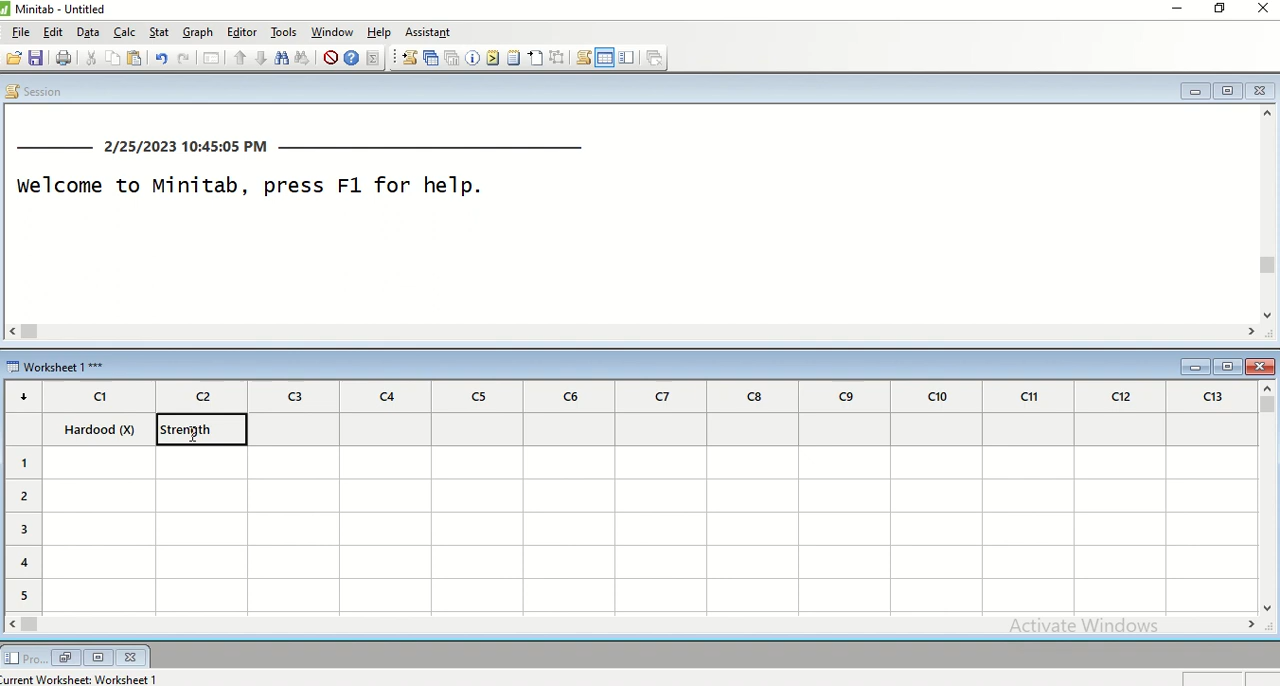 Minitab - Untitled
File Edit Data Calc Stat Graph Editor Tools Window Help Assistant
Session
2/25/2023 10:45:05 PM
Welcome to Minitab, press F1 for help.
Worksheet 1 ***
C1 C2 C3 C4 C5 C6 C7 C8 C9 C10 C11 C12 C13
Hardood (X) Strength
1
2
3
4
5
Activate Windows
Pro...
Current Worksheet: Worksheet 1